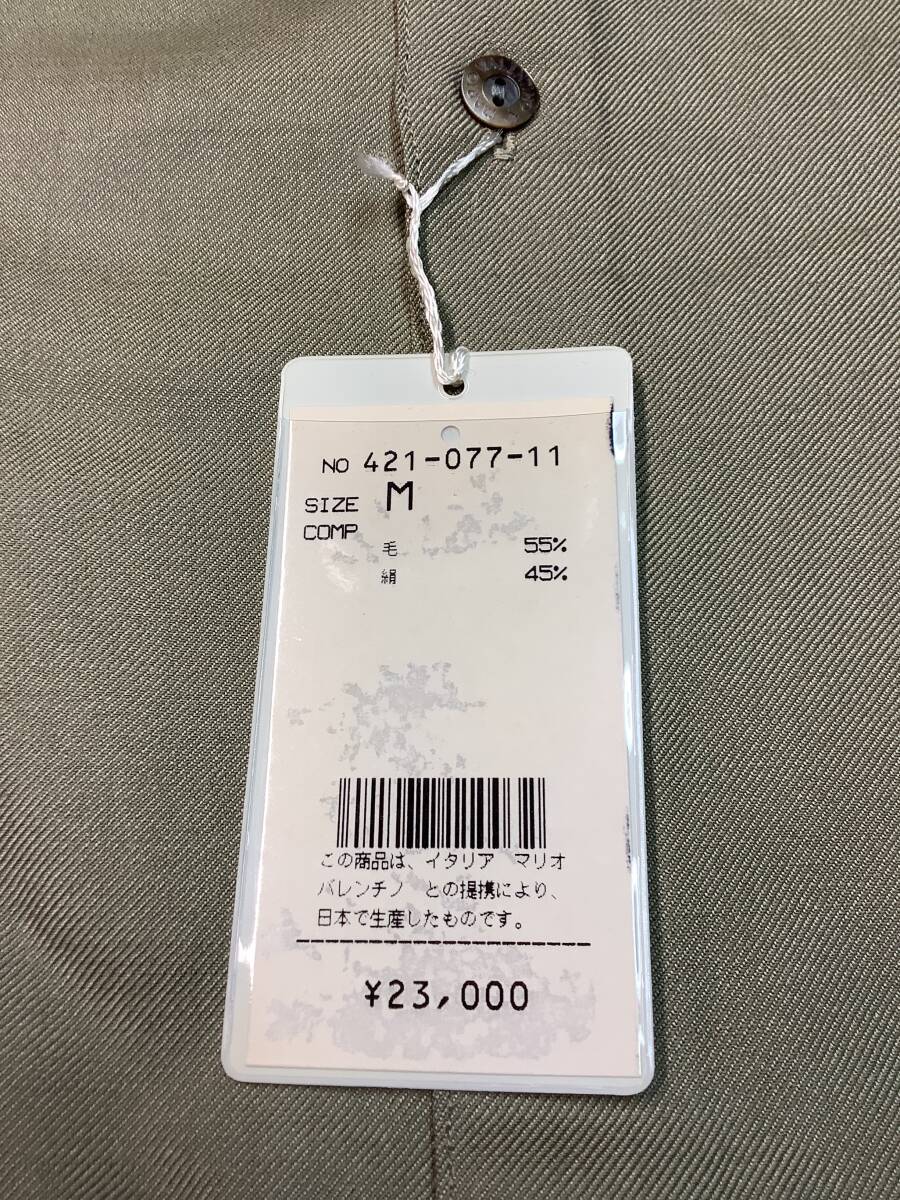 NO 421-077-11
SIZE M
COMP
毛 55%
絹 45%
この商品は、イタリア マリオ
バレンチノ との提携により、
日本で生産したものです。
¥23,000